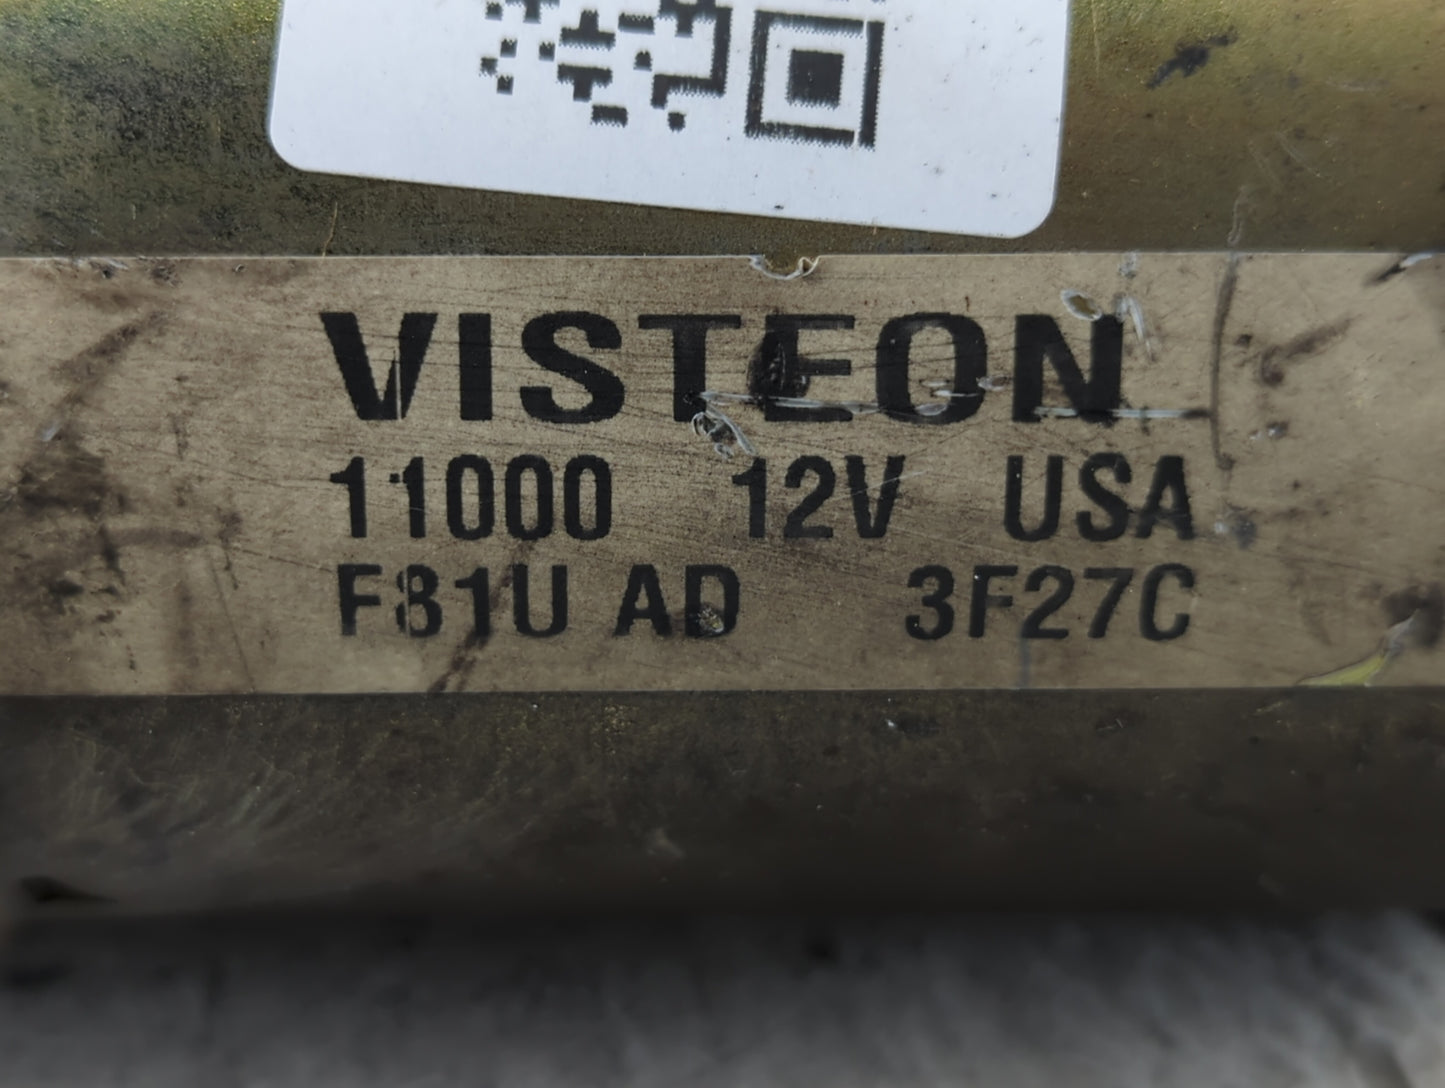 VISTEON
11000 12V USA
F81U AD 3F27C